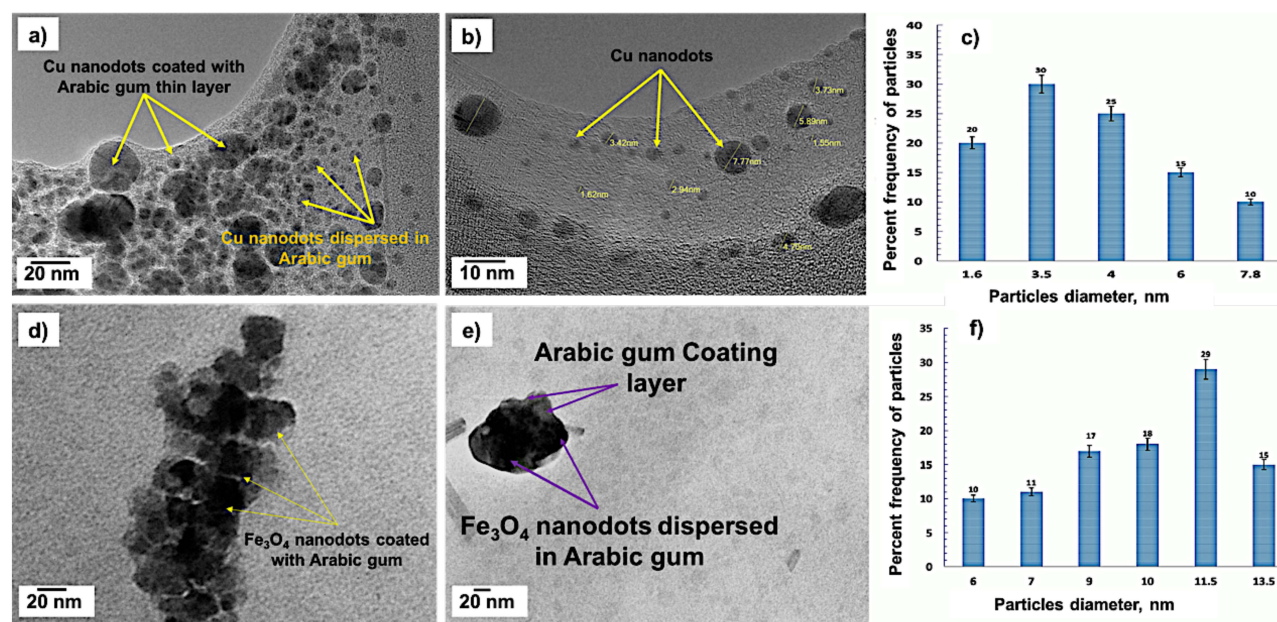 a)
Cu nanodots coated with
Arabic gum thin layer
Cu nanodots dispersed in
Arabic gum
20 nm
b)
Cu nanodots
3.73nm
5.89nm
3.42nm
1.55nm
7.77nm
1.62nm
2.94nm
4.75nm
10 nm
c)
Percent frequency of particles
40
35
30
25
20
15
10
5
0
20
30
25
15
10
1.6
3.5
4
6
7.8
Particles diameter, nm
d)
Fe₃O₄ nanodots coated
with Arabic gum
20 nm
e)
Arabic gum Coating
layer
Fe₃O₄ nanodots dispersed
in Arabic gum
20 nm
f)
Percent frequency of particles
35
30
25
20
15
10
5
0
10
11
17
18
29
15
6
7
9
10
11.5
13.5
Particles diameter, nm